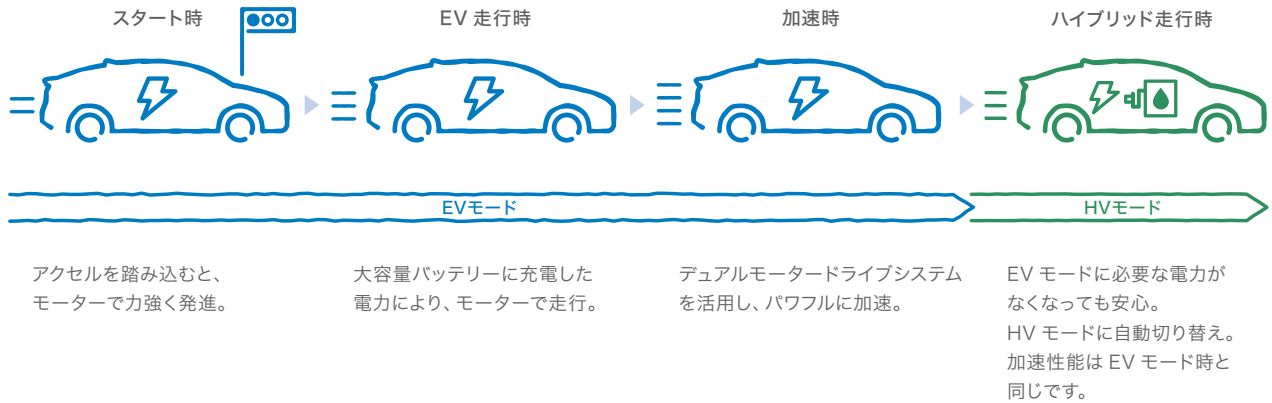 スタート時
EV 走行時
加速時
ハイブリッド走行時
EVモード
HVモード
アクセルを踏み込むと、
モーターで力強く発進。
大容量バッテリーに充電した
電力により、モーターで走行。
デュアルモータードライブシステム
を活用し、パワフルに加速。
EV モードに必要な電力が
なくなっても安心。
HV モードに自動切り替え。
加速性能は EV モード時と
同じです。